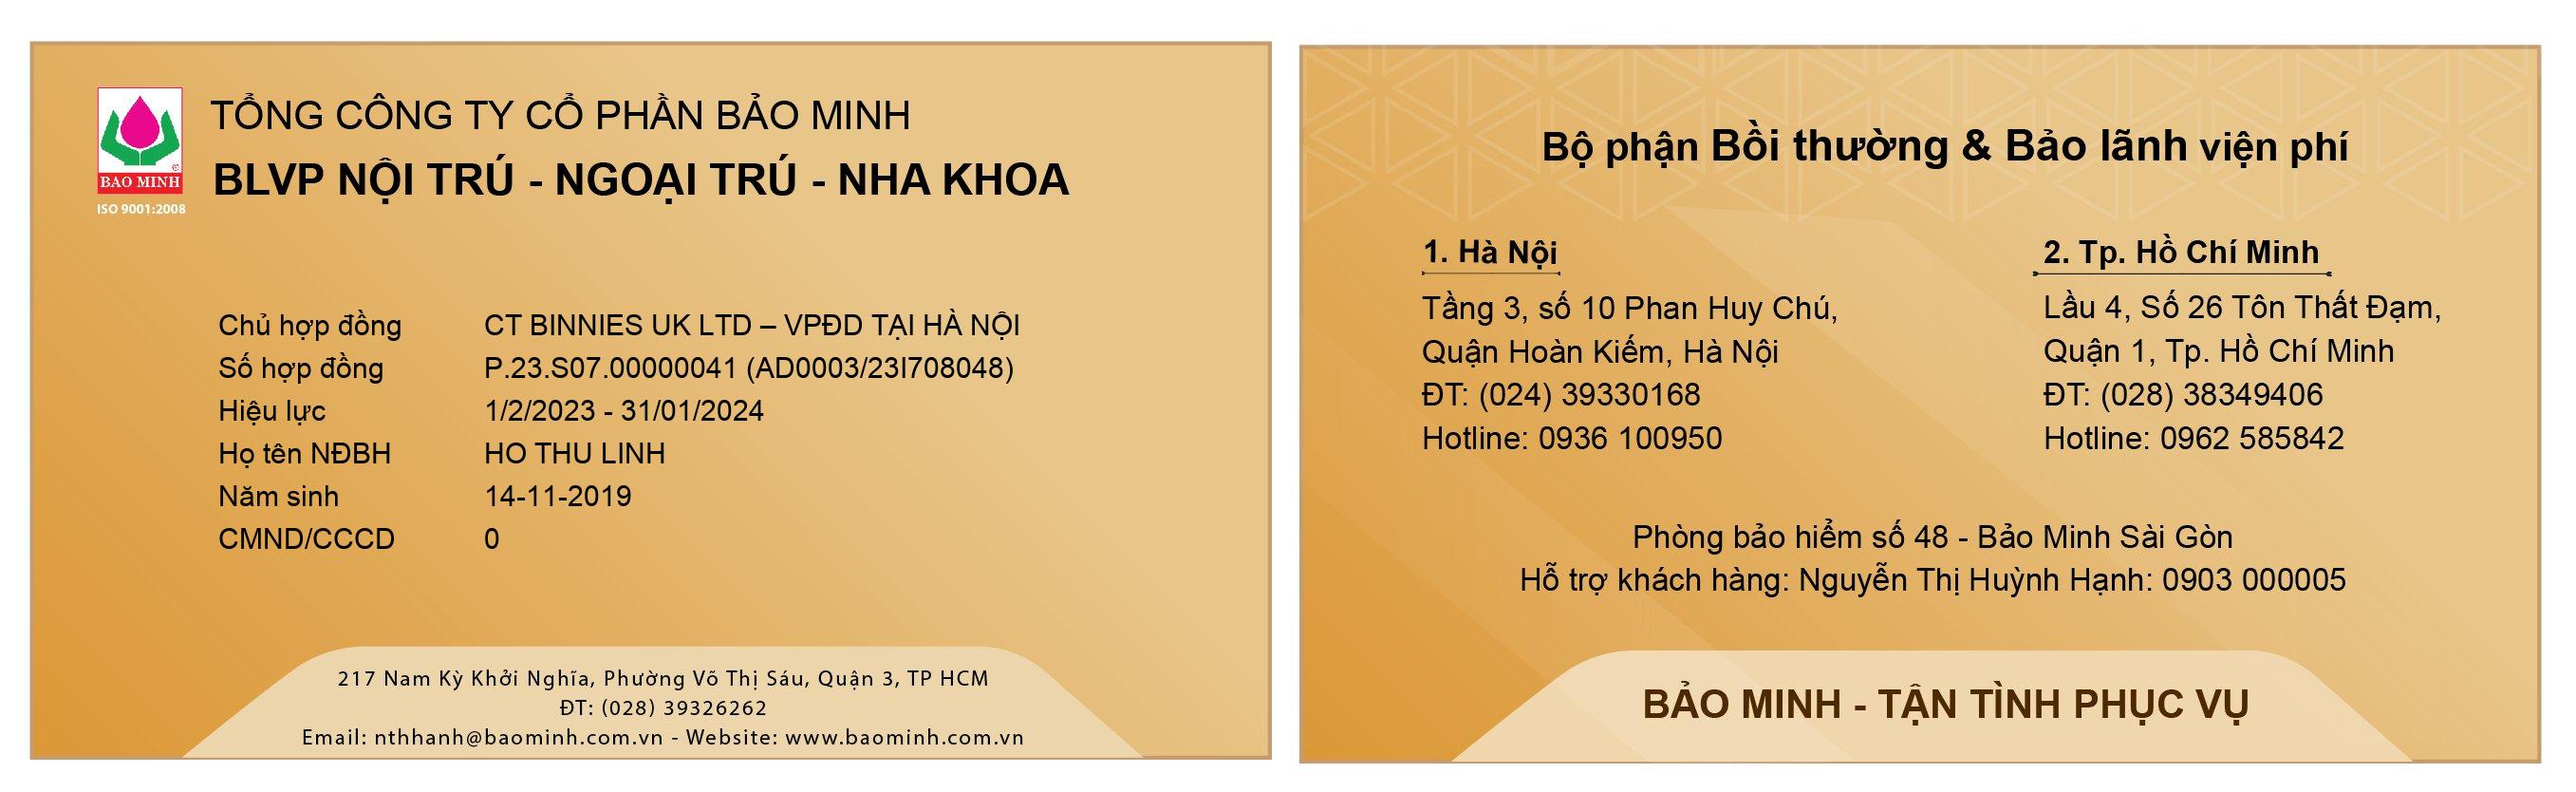 BAO MINH
ISO 9001:2008
TỔNG CÔNG TY CỔ PHẦN BẢO MINH
BLVP NỘI TRÚ - NGOẠI TRÚ - NHA KHOA
Chủ hợp đồng CT BINNIES UK LTD – VPĐD TẠI HÀ NỘI
Số hợp đồng P.23.S07.00000041 (AD0003/23I708048)
Hiệu lực 1/2/2023 - 31/01/2024
Họ tên NĐBH HO THU LINH
Năm sinh 14-11-2019
CMND/CCCD 0
217 Nam Kỳ Khởi Nghĩa, Phường Võ Thị Sáu, Quận 3, TP HCM
ĐT: (028) 39326262
Email: nthhanh@baominh.com.vn - Website: www.baominh.com.vn
Bộ phận Bồi thường & Bảo lãnh viện phí
1. Hà Nội
Tầng 3, số 10 Phan Huy Chú,
Quận Hoàn Kiếm, Hà Nội
ĐT: (024) 39330168
Hotline: 0936 100950
2. Tp. Hồ Chí Minh
Lầu 4, Số 26 Tôn Thất Đạm,
Quận 1, Tp. Hồ Chí Minh
ĐT: (028) 38349406
Hotline: 0962 585842
Phòng bảo hiểm số 48 - Bảo Minh Sài Gòn
Hỗ trợ khách hàng: Nguyễn Thị Huỳnh Hạnh: 0903 000005
BẢO MINH - TẬN TÌNH PHỤC VỤ